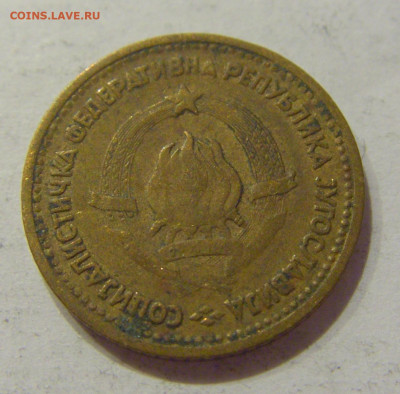 COINS.LAVE.RU
СОЦИЈАЛИСТИЧКА ФЕДЕРАТИВНА РЕПУБЛИКА ЈУГОСЛАВИЈА